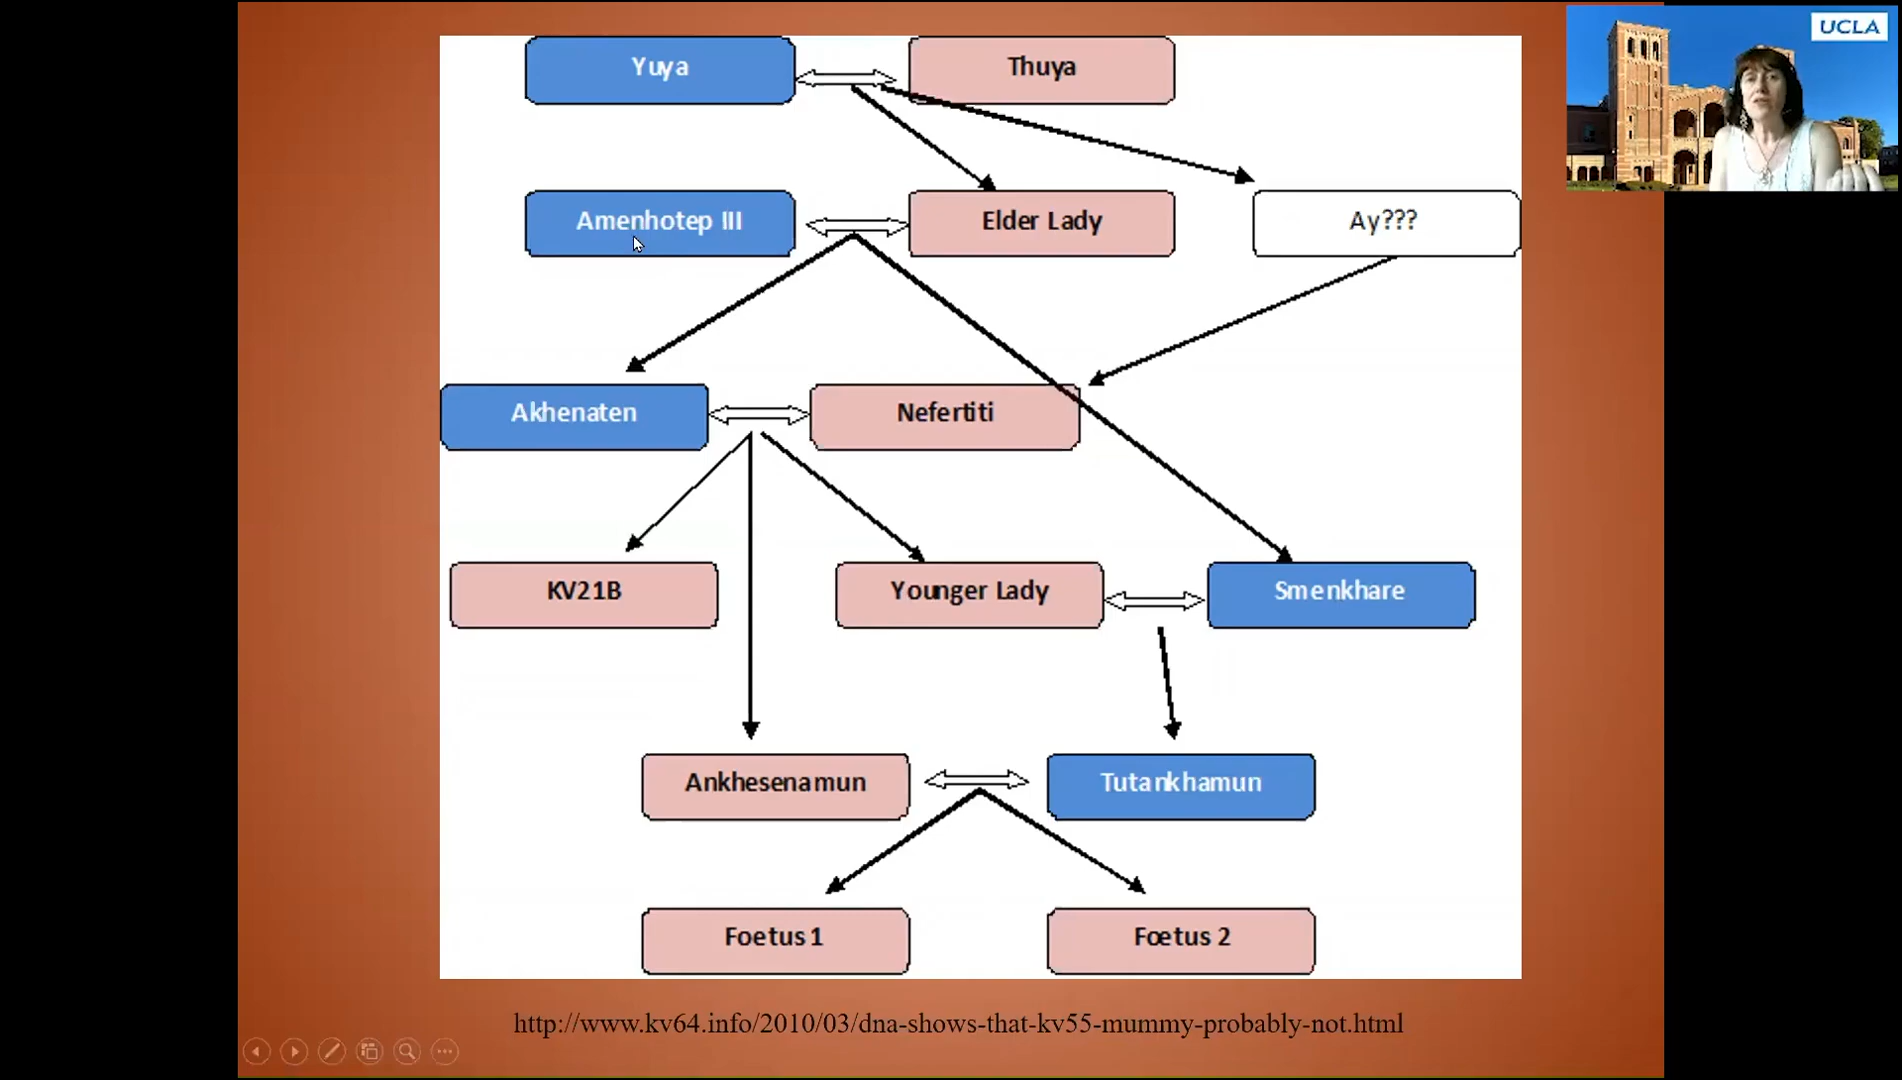 UCLA
Yuya
Thuya
Amenhotep III
Elder Lady
Ay???
Akhenaten
Nefertiti
KV21B
Younger Lady
Smenkhare
Ankhesenamun
Tutankhamun
Foetus 1
Foetus 2
http://www.kv64.info/2010/03/dna-shows-that-kv55-mummy-probably-not.html